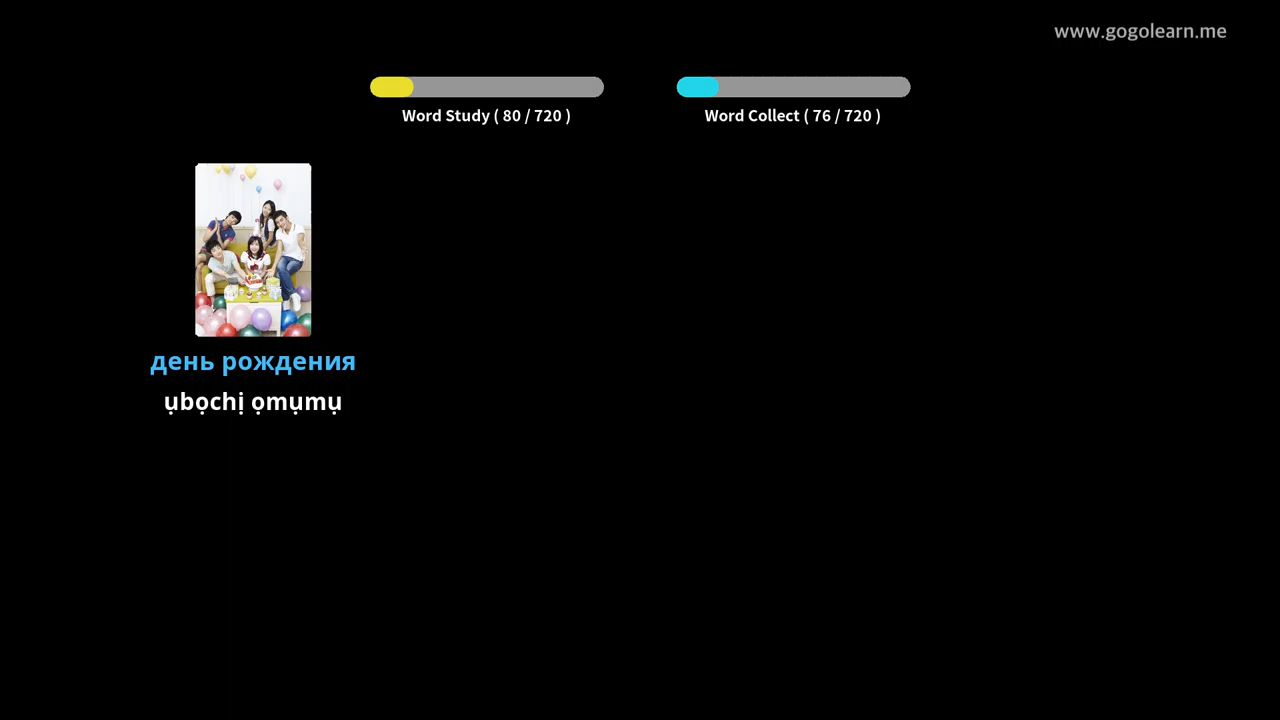 www.gogolearn.me
Word Study ( 80 / 720 )
Word Collect ( 76 / 720 )
день рождения
ụbọchị ọmụmụ